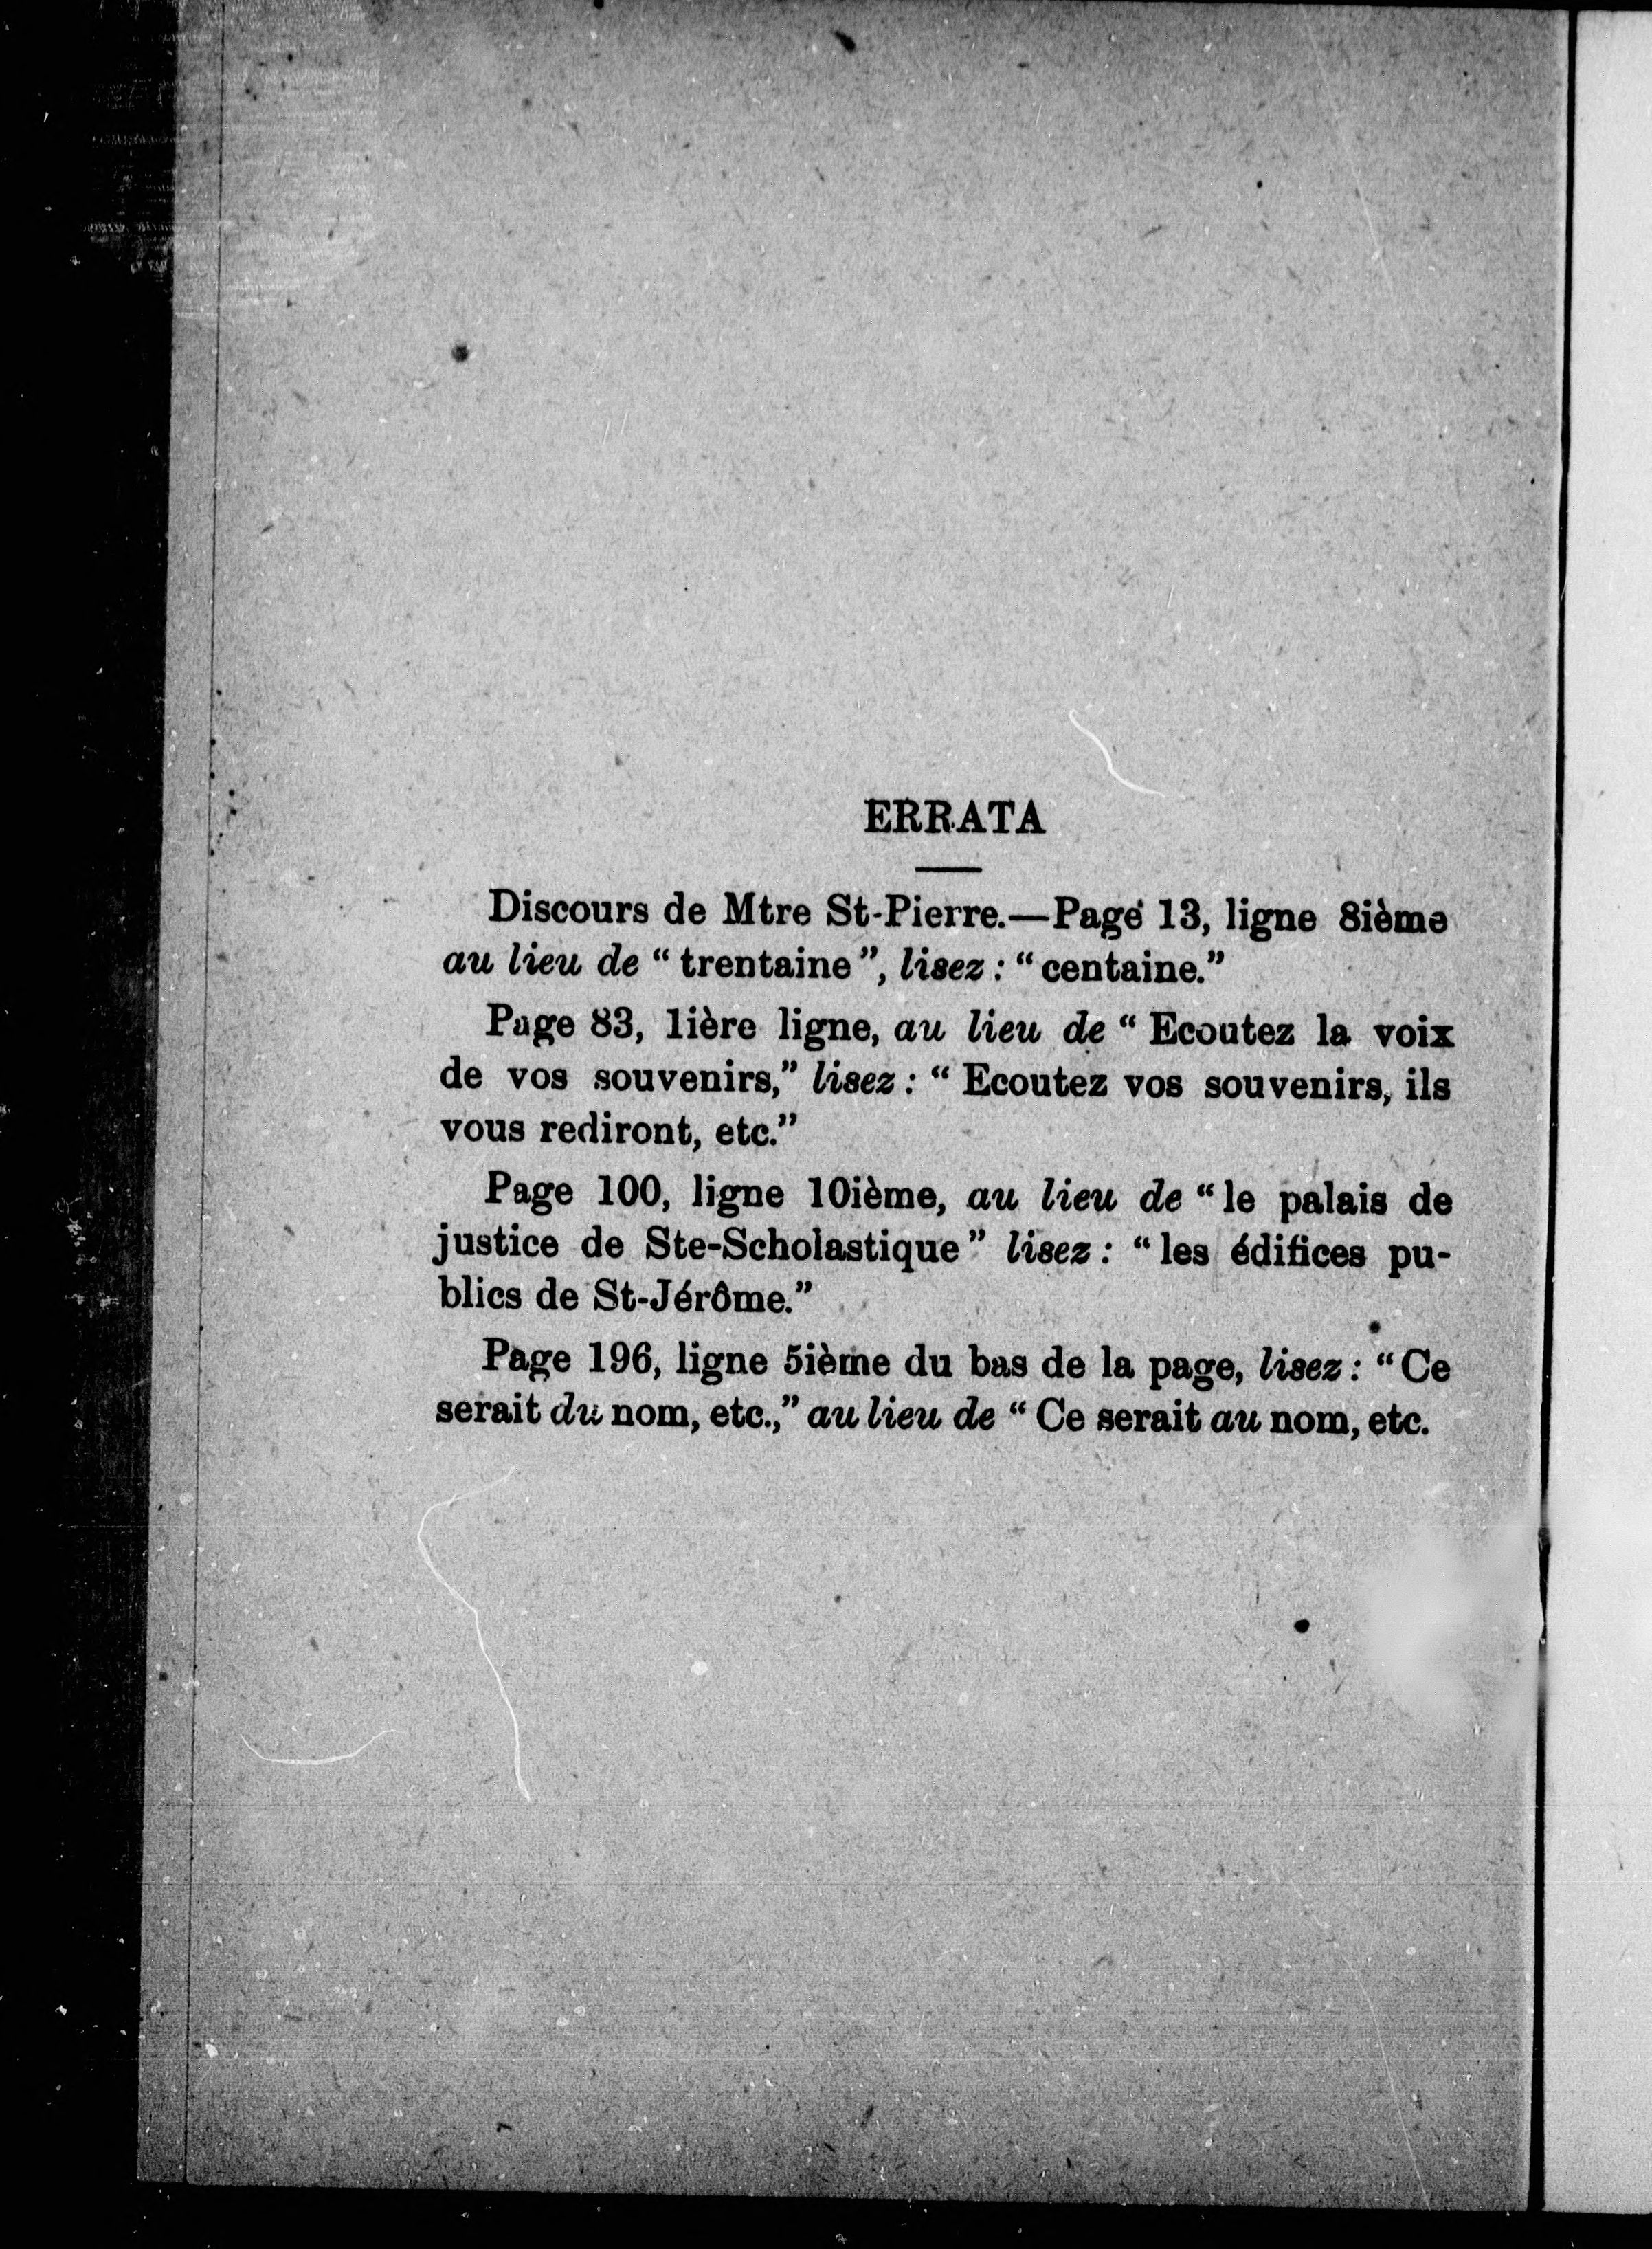 ERRATA
Discours de Mtre St-Pierre.—Page 13, ligne 8ième
au lieu de “ trentaine ”, lisez : “ centaine.”
Page 83, 1ière ligne, au lieu de “ Ecoutez la voix
de vos souvenirs,” lisez : “ Ecoutez vos souvenirs, ils
vous rediront, etc.”
Page 100, ligne 10ième, au lieu de “ le palais de
justice de Ste-Scholastique ” lisez : “ les édifices pu-
blics de St-Jérôme.”
Page 196, ligne 5ième du bas de la page, lisez : “ Ce
serait du nom, etc.,” au lieu de “ Ce serait au nom, etc.